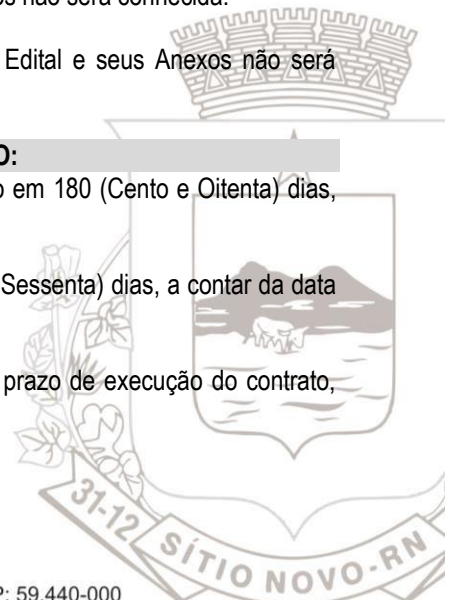 os não será conhecida.
Edital e seus Anexos não será
O:
o em 180 (Cento e Oitenta) dias,
Sessenta) dias, a contar da data
prazo de execução do contrato,
31-12 SÍTIO NOVO-RN
P: 59.440-000